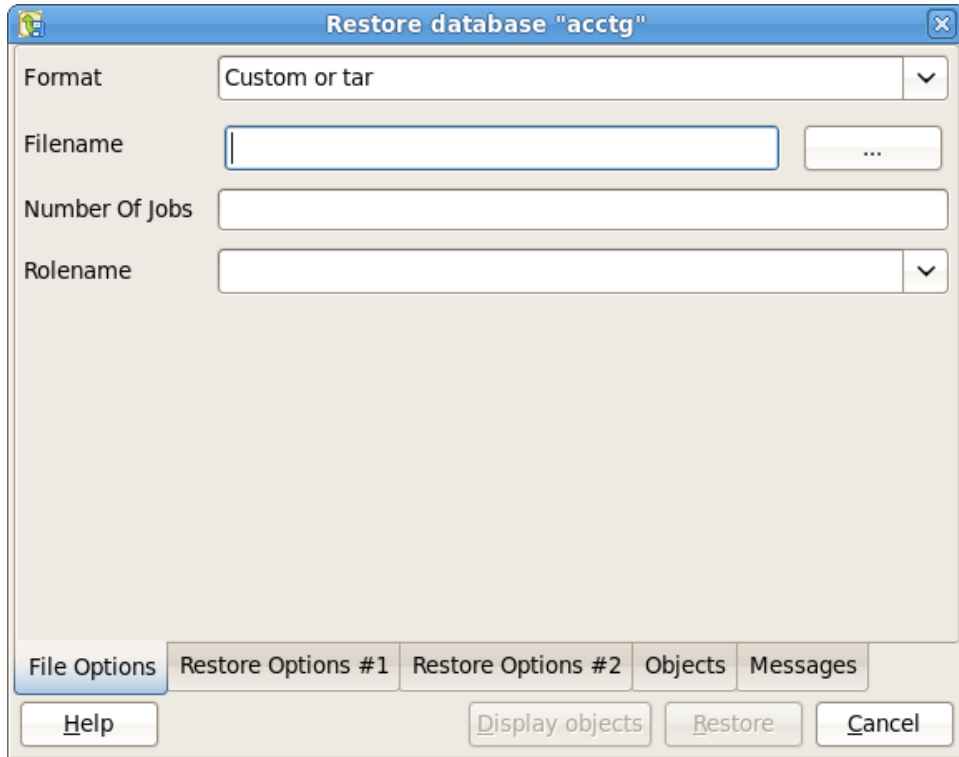 Restore database "acctg"
Format Custom or tar
Filename ...
Number Of Jobs
Rolename
File Options Restore Options #1 Restore Options #2 Objects Messages
Help Display objects Restore Cancel